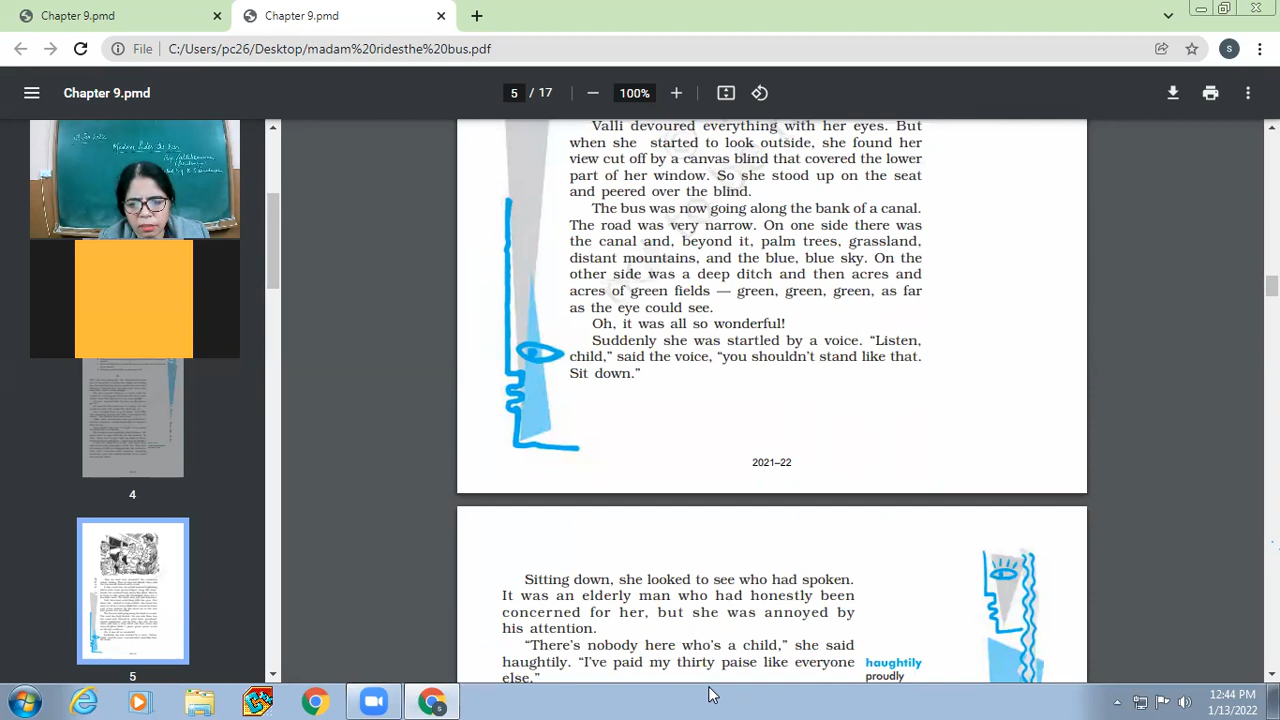 Chapter 9.pmd
Chapter 9.pmd
File
C:/Users/pc26/Desktop/madam%20ridesthe%20bus.pdf
S
Chapter 9.pmd
5 / 17
100%
Madam Rides the Bus
4
5
Valli devoured everything with her eyes. But
when she started to look outside, she found her
view cut off by a canvas blind that covered the lower
part of her window. So she stood up on the seat
and peered over the blind.
The bus was now going along the bank of a canal.
The road was very narrow. On one side there was
the canal and, beyond it, palm trees, grassland,
distant mountains, and the blue, blue sky. On the
other side was a deep ditch and then acres and
acres of green fields — green, green, green, as far
as the eye could see.
Oh, it was all so wonderful!
Suddenly she was startled by a voice. “Listen,
child,” said the voice, “you shouldn’t stand like that.
Sit down.”
2021–22
Sitting down, she looked to see who had spoken.
It was an elderly man who had honestly been
concerned for her, but she was annoyed by
his attention.
“There’s nobody here who’s a child,” she said
haughtily. “I’ve paid my thirty paise like everyone
else.”
haughtily
proudly
12:44 PM
1/13/2022